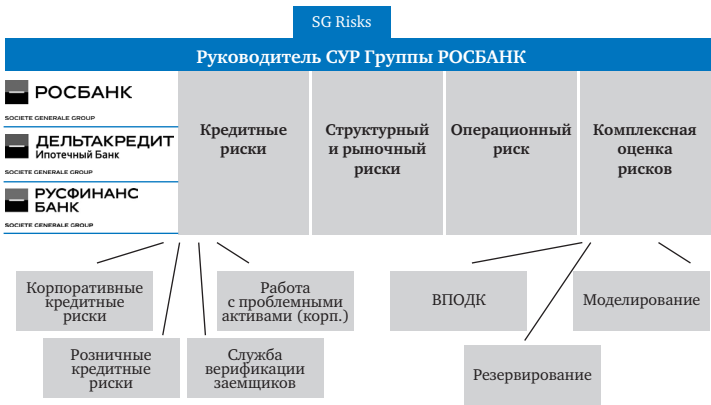 SG Risks
Руководитель СУР Группы РОСБАНК
РОСБАНК
SOCIETE GENERALE GROUP
ДЕЛЬТАКРЕДИТ
Ипотечный Банк
SOCIETE GENERALE GROUP
РУСФИНАНС
БАНК
SOCIETE GENERALE GROUP
Кредитные
риски
Структурный
и рыночный
риски
Операционный
риск
Комплексная
оценка
рисков
Корпоративные
кредитные
риски
Работа
с проблемными
активами (корп.)
ВПОДК
Моделирование
Розничные
кредитные
риски
Служба
верификации
заемщиков
Резервирование